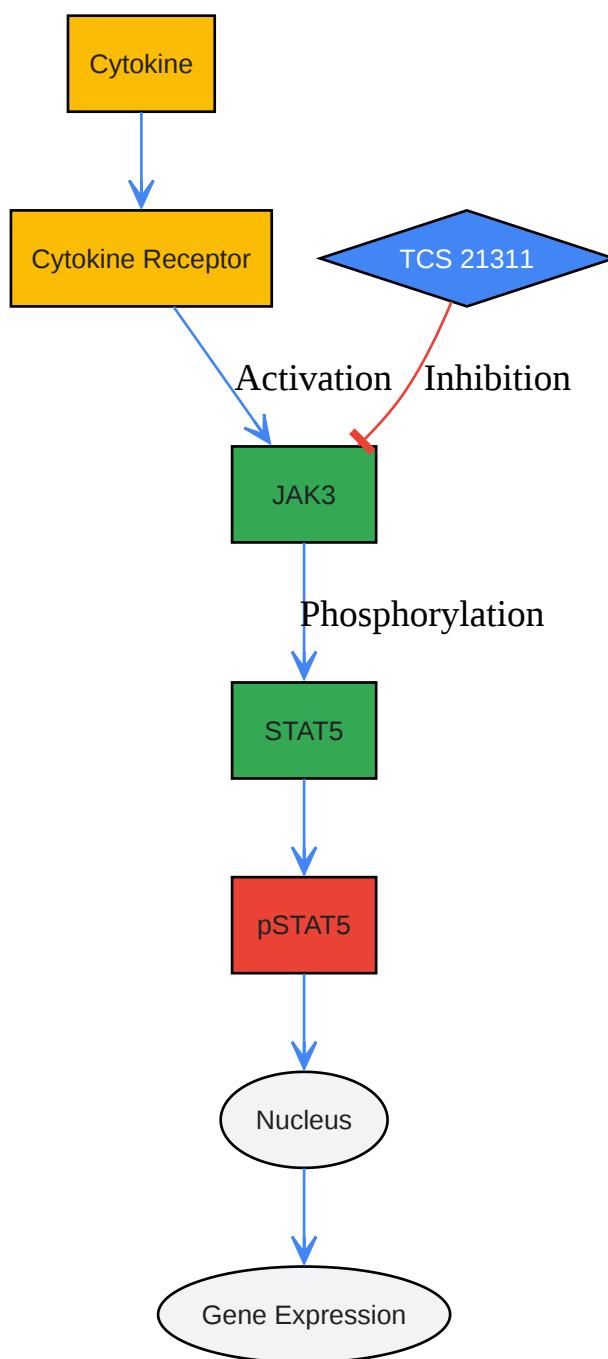 Cytokine
Cytokine Receptor
TCS 21311
Activation
Inhibition
JAK3
Phosphorylation
STAT5
pSTAT5
Nucleus
Gene Expression